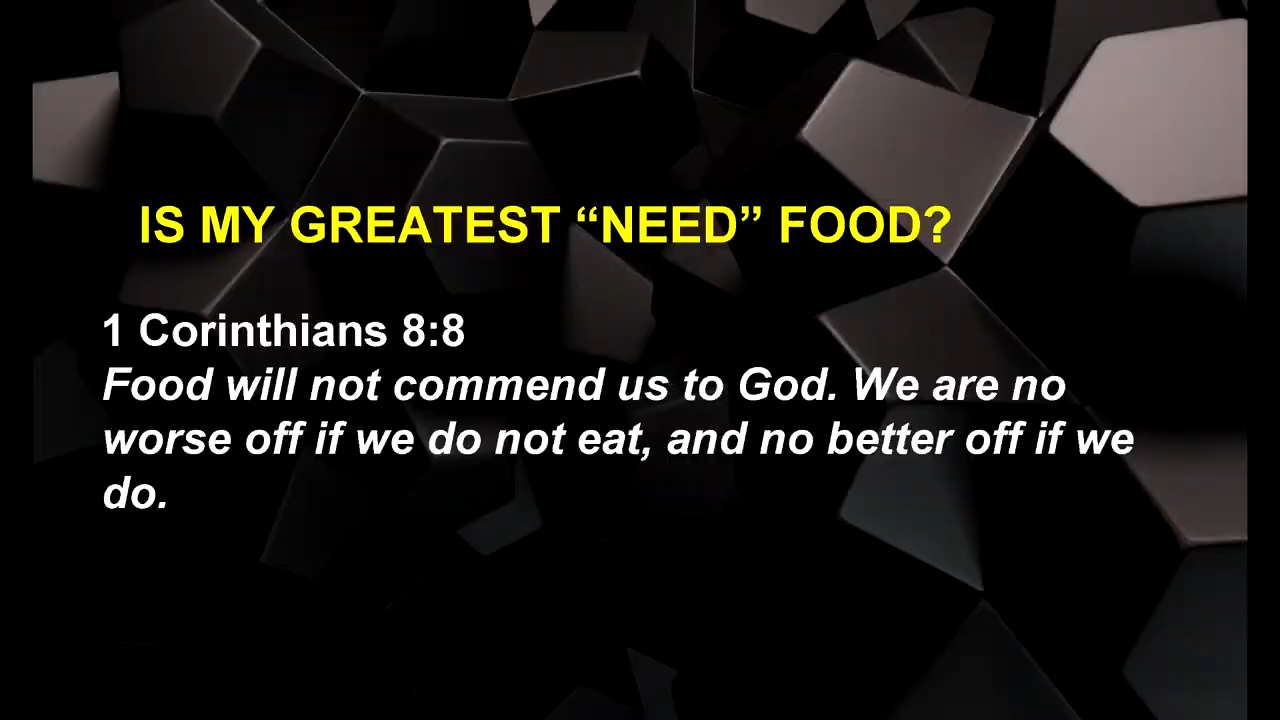 IS MY GREATEST “NEED” FOOD?
1 Corinthians 8:8
Food will not commend us to God. We are no
worse off if we do not eat, and no better off if we
do.